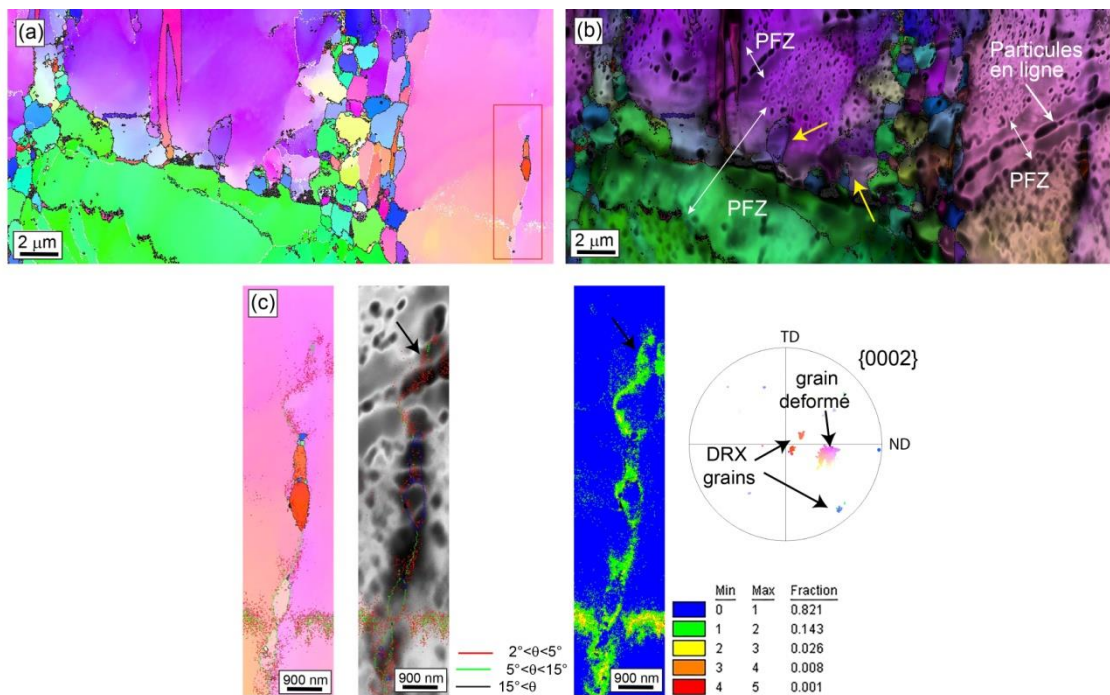 (a)
2 μm
(b)
PFZ
Particules
en ligne
PFZ
PFZ
2 μm
(c)
900 nm
900 nm
2°<θ<5°
5°<θ<15°
15°<θ
900 nm
TD
{0002}
grain
deformé
ND
DRX
grains
Min Max Fraction
0 1 0.821
1 2 0.143
2 3 0.026
3 4 0.008
4 5 0.001